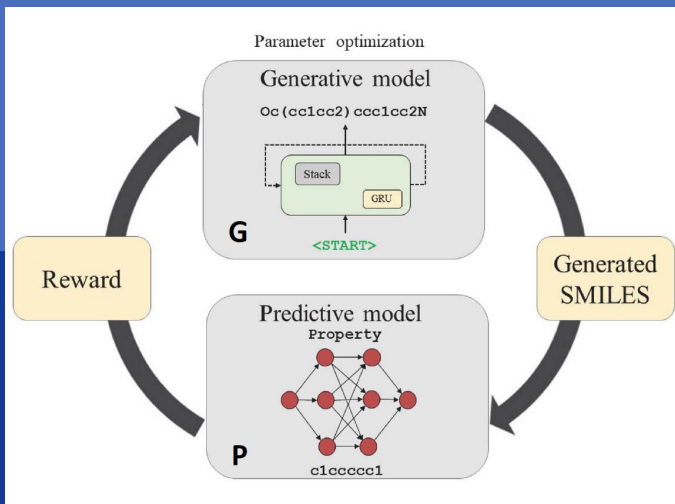 Parameter optimization
Generative model
Oc(cc1cc2)ccc1cc2N
Stack
GRU
G
<START>
Reward
Generated
SMILES
Predictive model
Property
P
c1ccccc1